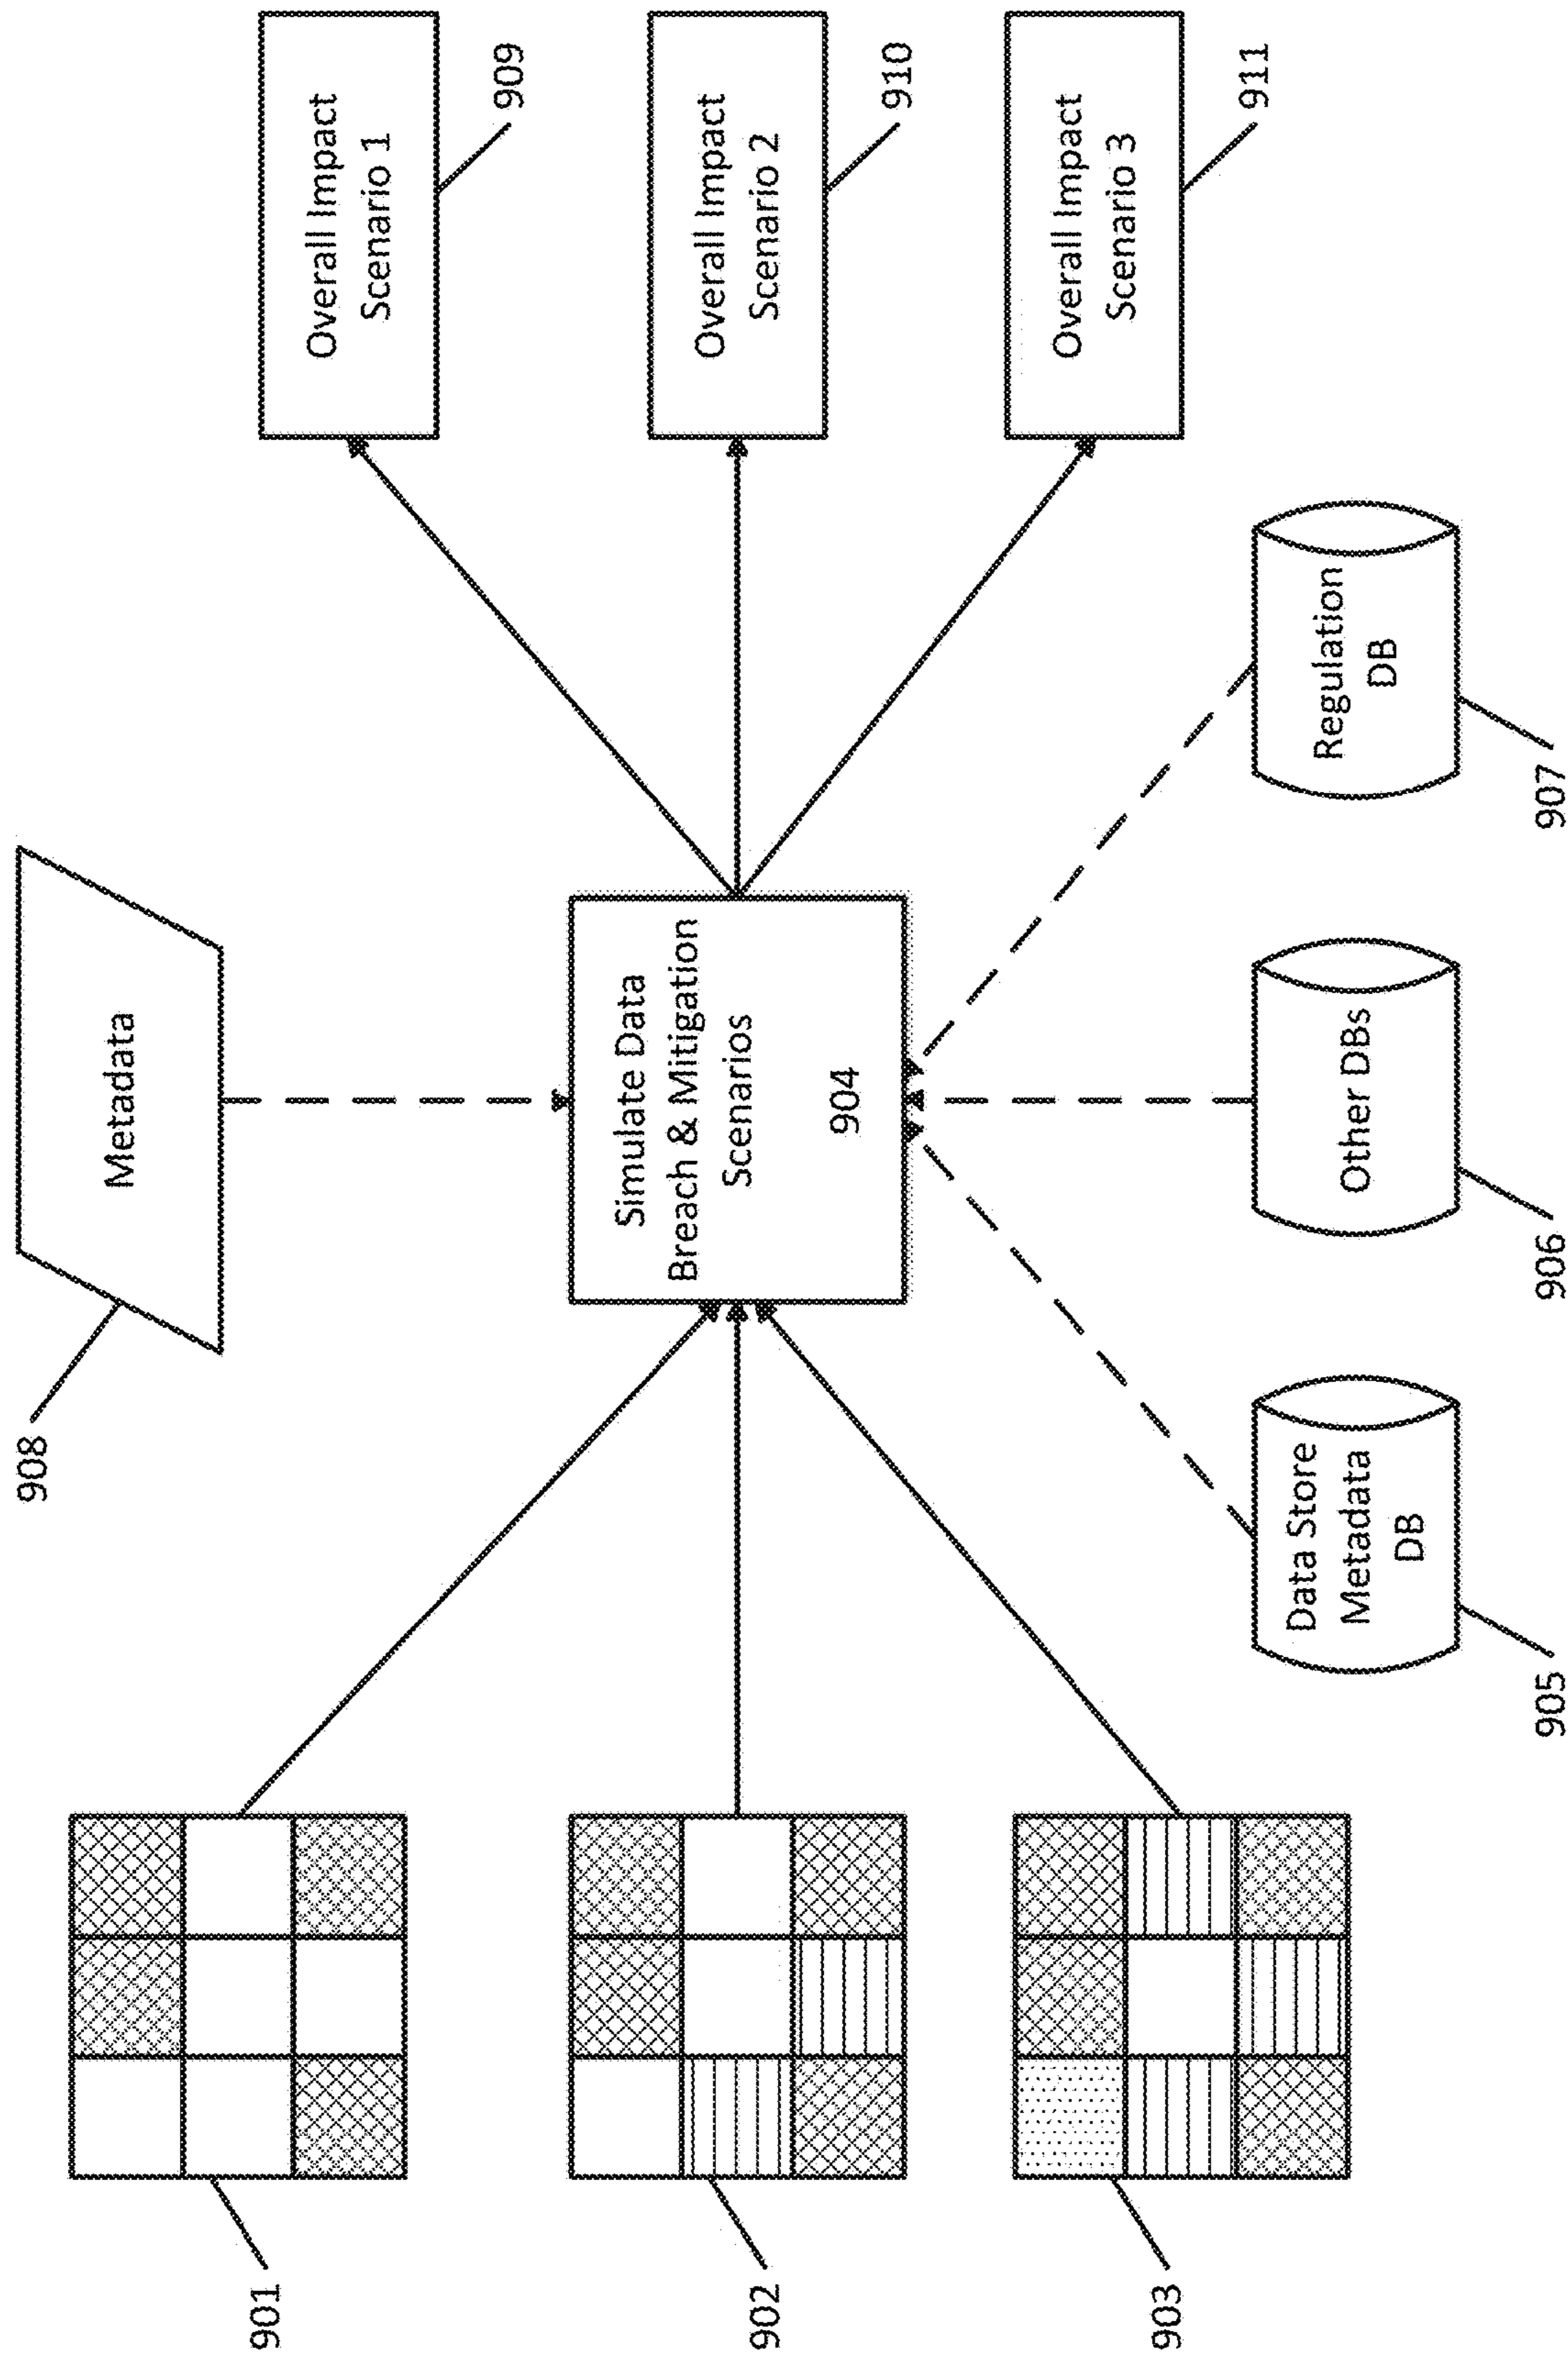 908
Metadata
901
902
903
Simulate Data
Breach & Mitigation
Scenarios
904
Overall Impact
Scenario 1
909
Overall Impact
Scenario 2
910
Overall Impact
Scenario 3
911
Data Store
Metadata
DB
905
Other DBs
906
Regulation
DB
907